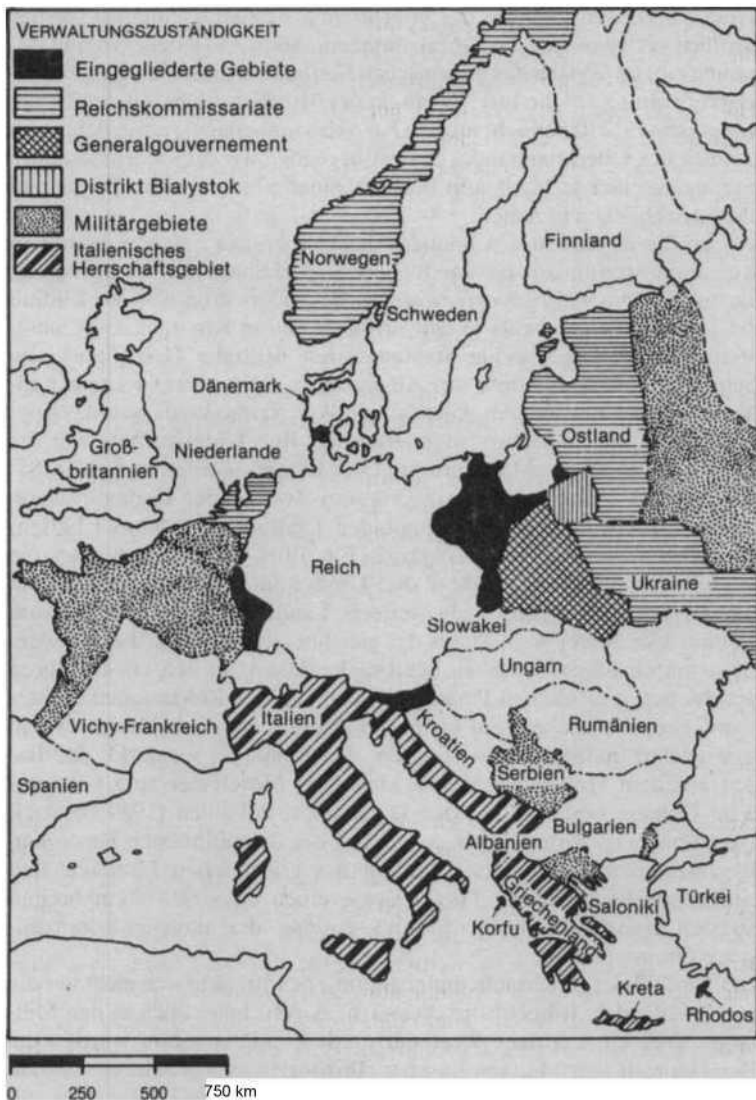 VERWALTUNGSZUSTÄNDIGKEIT
Eingegliederte Gebiete
Reichskommissariate
Generalgouvernement
Distrikt Bialystok
Militärgebiete
Italienisches
Herrschaftsgebiet
Norwegen
Finnland
Schweden
Dänemark
Groß-
britannien
Niederlande
Ostland
Reich
Ukraine
Slowakei
Ungarn
Vichy-Frankreich
Italien
Kroatien
Rumänien
Spanien
Serbien
Bulgarien
Albanien
Griechenland
Saloniki
Türkei
Korfu
Kreta
Rhodos
0 250 500 750 km